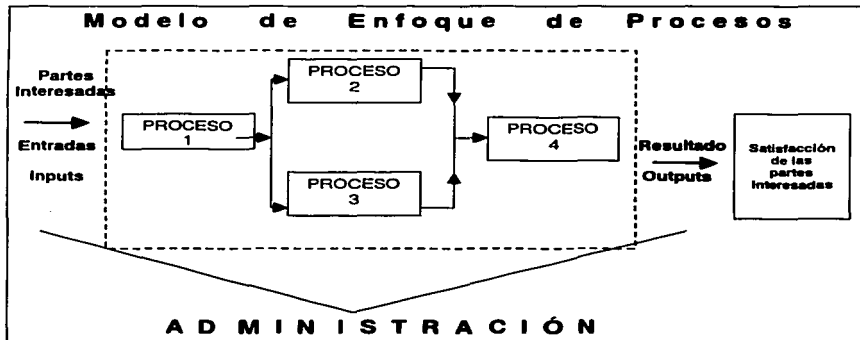 Modelo de Enfoque de Procesos
Partes
Interesadas
Entradas
Inputs
PROCESO
1
PROCESO
2
PROCESO
3
PROCESO
4
Resultado
Outputs
Satisfacción
de las
partes
Interesadas
ADMINISTRACIÓN